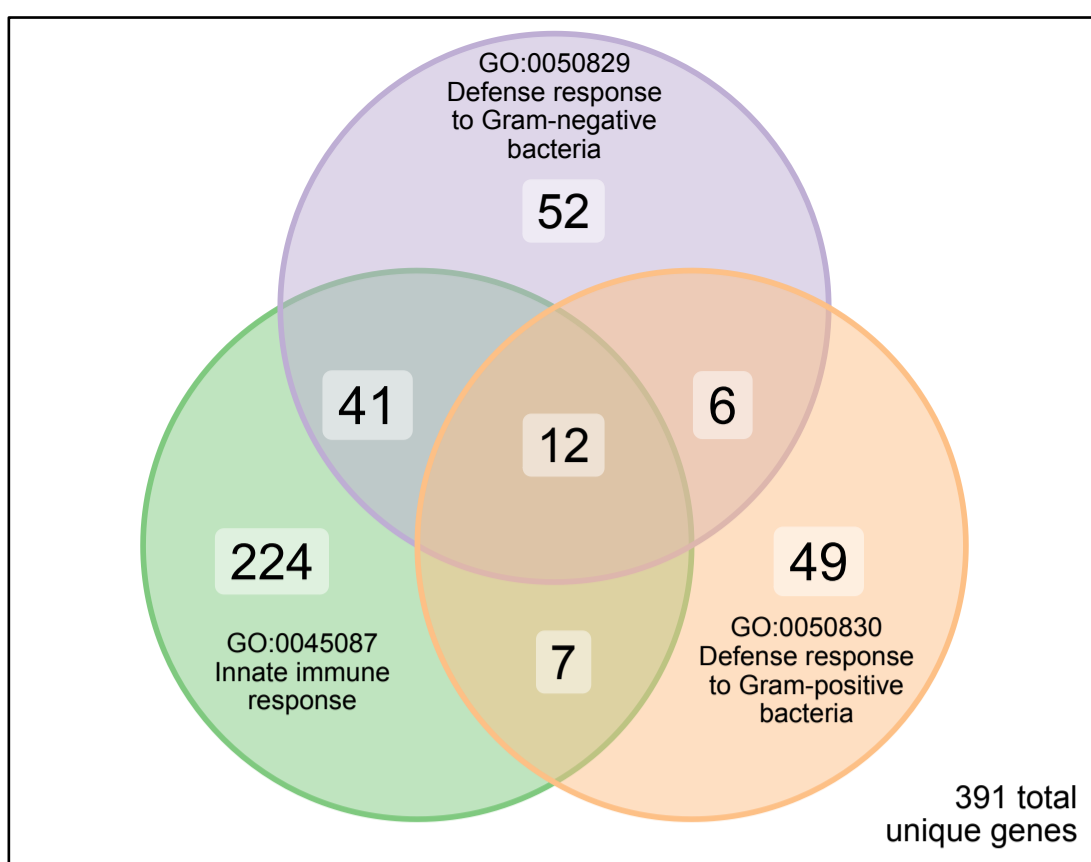 GO:0050829
Defense response
to Gram-negative
bacteria
52
41
12
6
224
49
GO:0045087
Innate immune
response
7
GO:0050830
Defense response
to Gram-positive
bacteria
391 total
unique genes